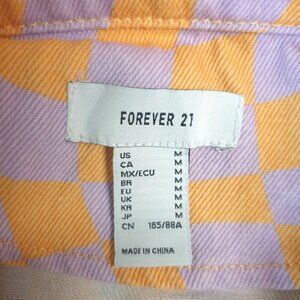 FOREVER 21
US M
CA M
MX/ECU M
BR M
EU M
UK M
KR M
JP M
CN 165/88A
MADE IN CHINA